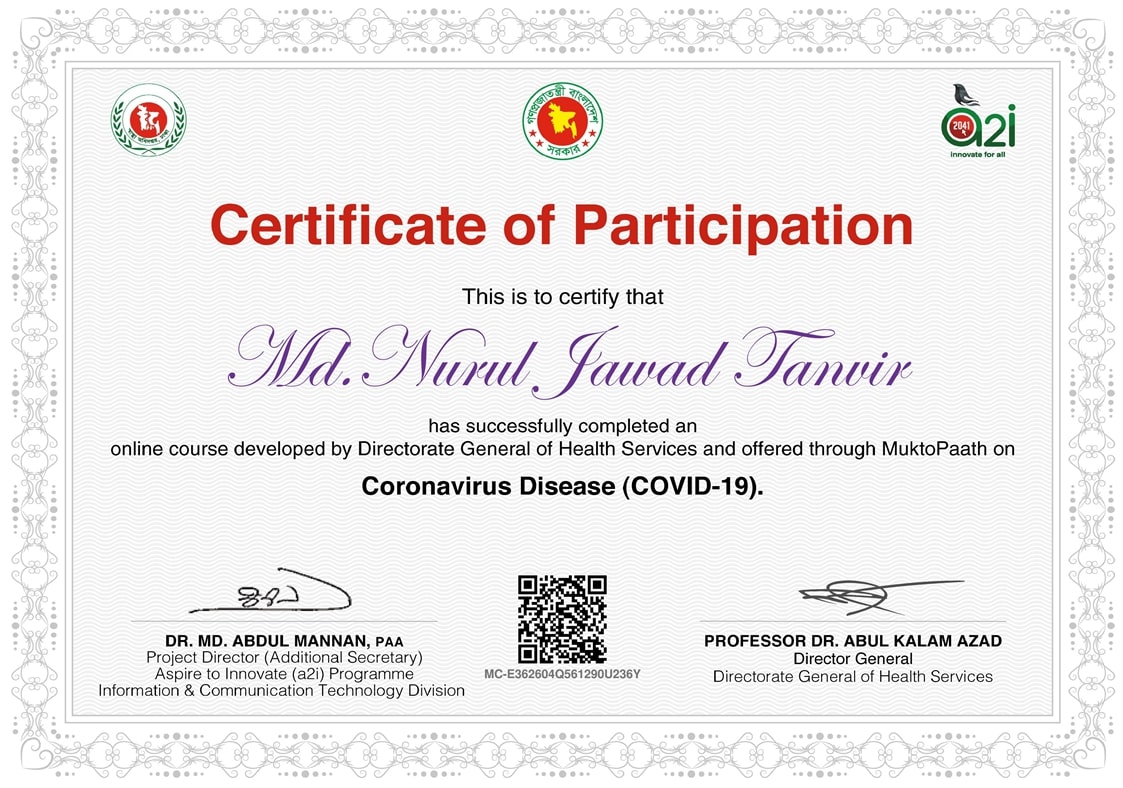 গণপ্রজাতন্ত্রী বাংলাদেশ
সরকার
2041
a2i
innovate for all
Certificate of Participation
This is to certify that
Md. Nurul Jawad Tanvir
has successfully completed an
online course developed by Directorate General of Health Services and offered through MuktoPaath on
Coronavirus Disease (COVID-19).
DR. MD. ABDUL MANNAN, PAA
Project Director (Additional Secretary)
Aspire to Innovate (a2i) Programme
Information & Communication Technology Division
MC-E362604Q561290U236Y
PROFESSOR DR. ABUL KALAM AZAD
Director General
Directorate General of Health Services